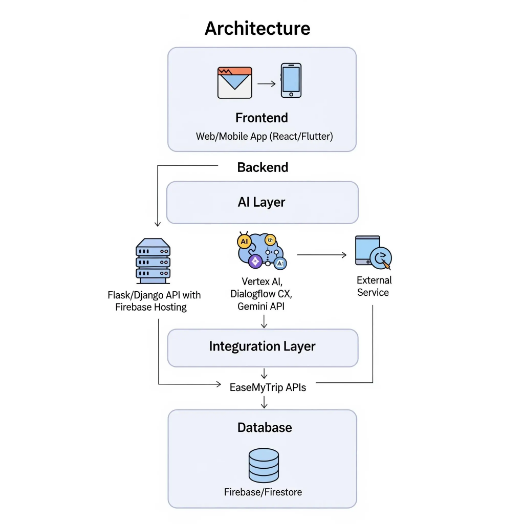 Architecture
Frontend
Web/Mobile App (React/Flutter)
Backend
AI Layer
AI
Vertex AI,
Dialogflow CX,
Gemini API
Flask/Django API with
Firebase Hosting
External
Service
Integuration Layer
EaseMyTrip APIs
Database
Firebase/Firestore